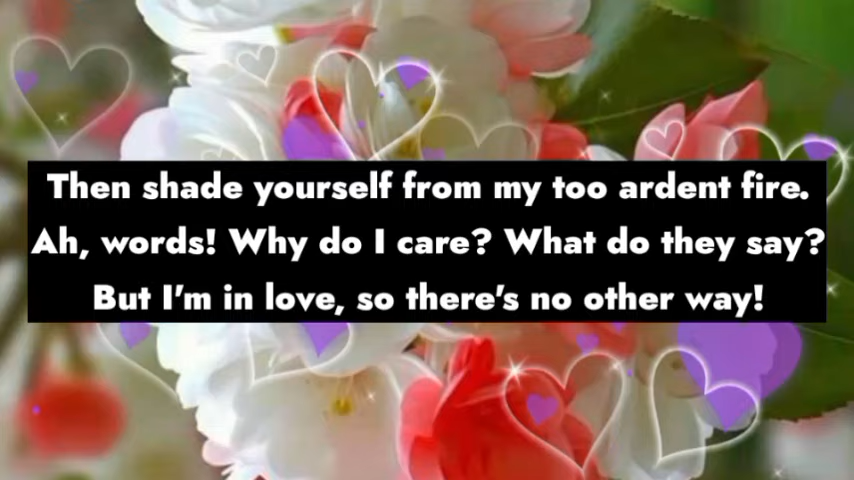 Then shade yourself from my too ardent fire.
Ah, words! Why do I care? What do they say?
But I'm in love, so there's no other way!